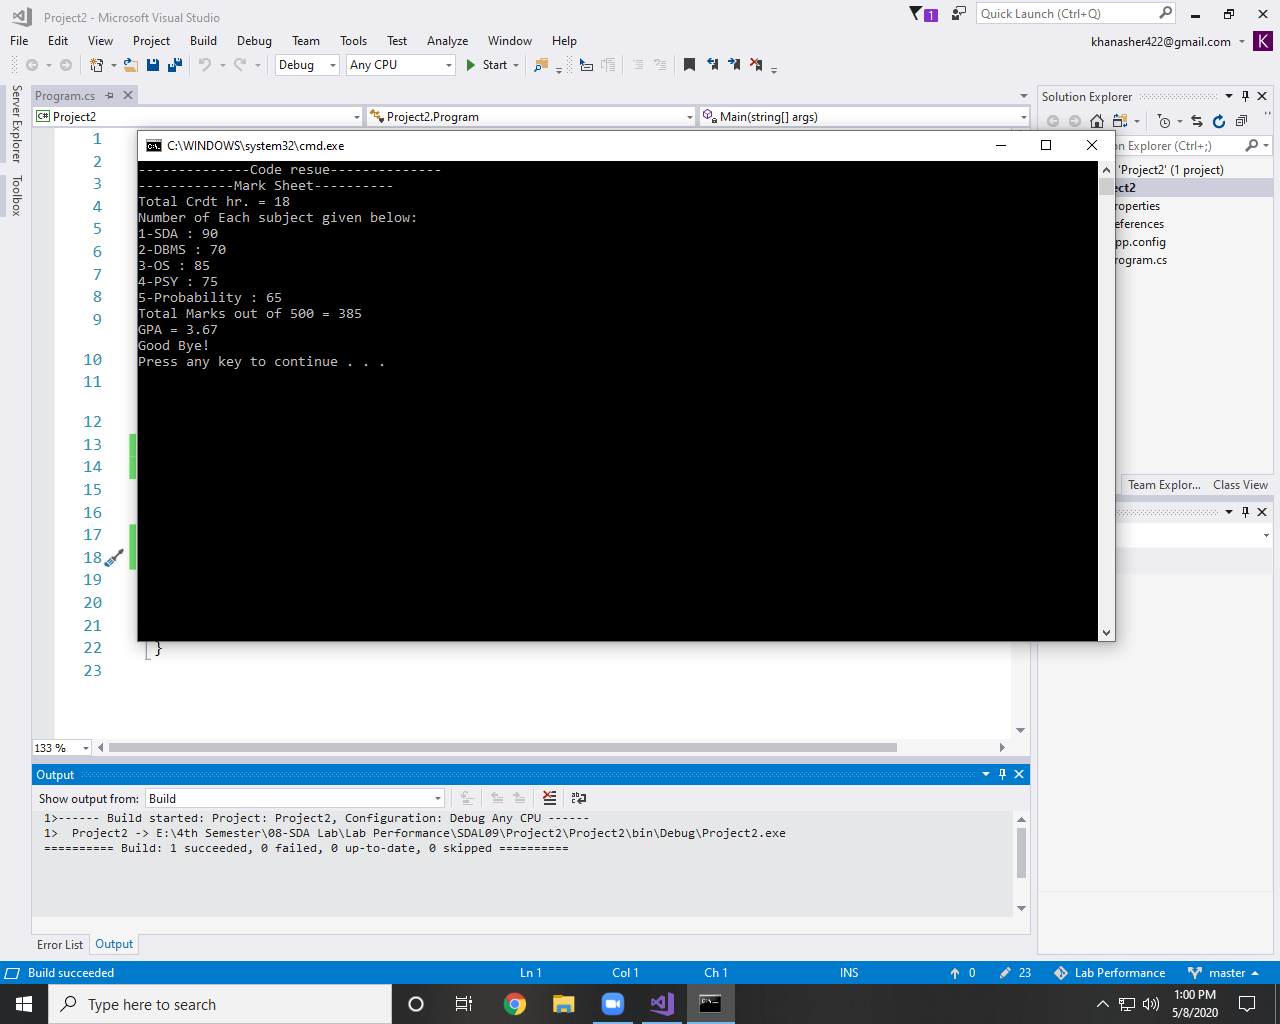 Project2 - Microsoft Visual Studio
1
Quick Launch (Ctrl+Q)
File Edit View Project Build Debug Team Tools Test Analyze Window Help
khanasher422@gmail.com K
Debug Any CPU Start
Server Explorer
Toolbox
Program.cs
C# Project2 Project2.Program Main(string[] args)
1
2
3
4
5
6
7
8
9
10
11
12
13
14
15
16
17
18
19
20
21
22 }
23
C:\WINDOWS\system32\cmd.exe
--------------Code resue--------------
------------Mark Sheet----------
Total Crdt hr. = 18
Number of Each subject given below:
1-SDA : 90
2-DBMS : 70
3-OS : 85
4-PSY : 75
5-Probability : 65
Total Marks out of 500 = 385
GPA = 3.67
Good Bye!
Press any key to continue . . .
Solution Explorer
on Explorer (Ctrl+;)
'Project2' (1 project)
ect2
roperties
eferences
pp.config
rogram.cs
Team Explor... Class View
133 %
Output
Show output from: Build
1>------ Build started: Project: Project2, Configuration: Debug Any CPU ------
1>  Project2 -> E:\4th Semester\08-SDA Lab\Lab Performance\SDAL09\Project2\Project2\bin\Debug\Project2.exe
========== Build: 1 succeeded, 0 failed, 0 up-to-date, 0 skipped ==========
Error List Output
Build succeeded Ln 1 Col 1 Ch 1 INS 0 23 Lab Performance master
Type here to search
1:00 PM
5/8/2020